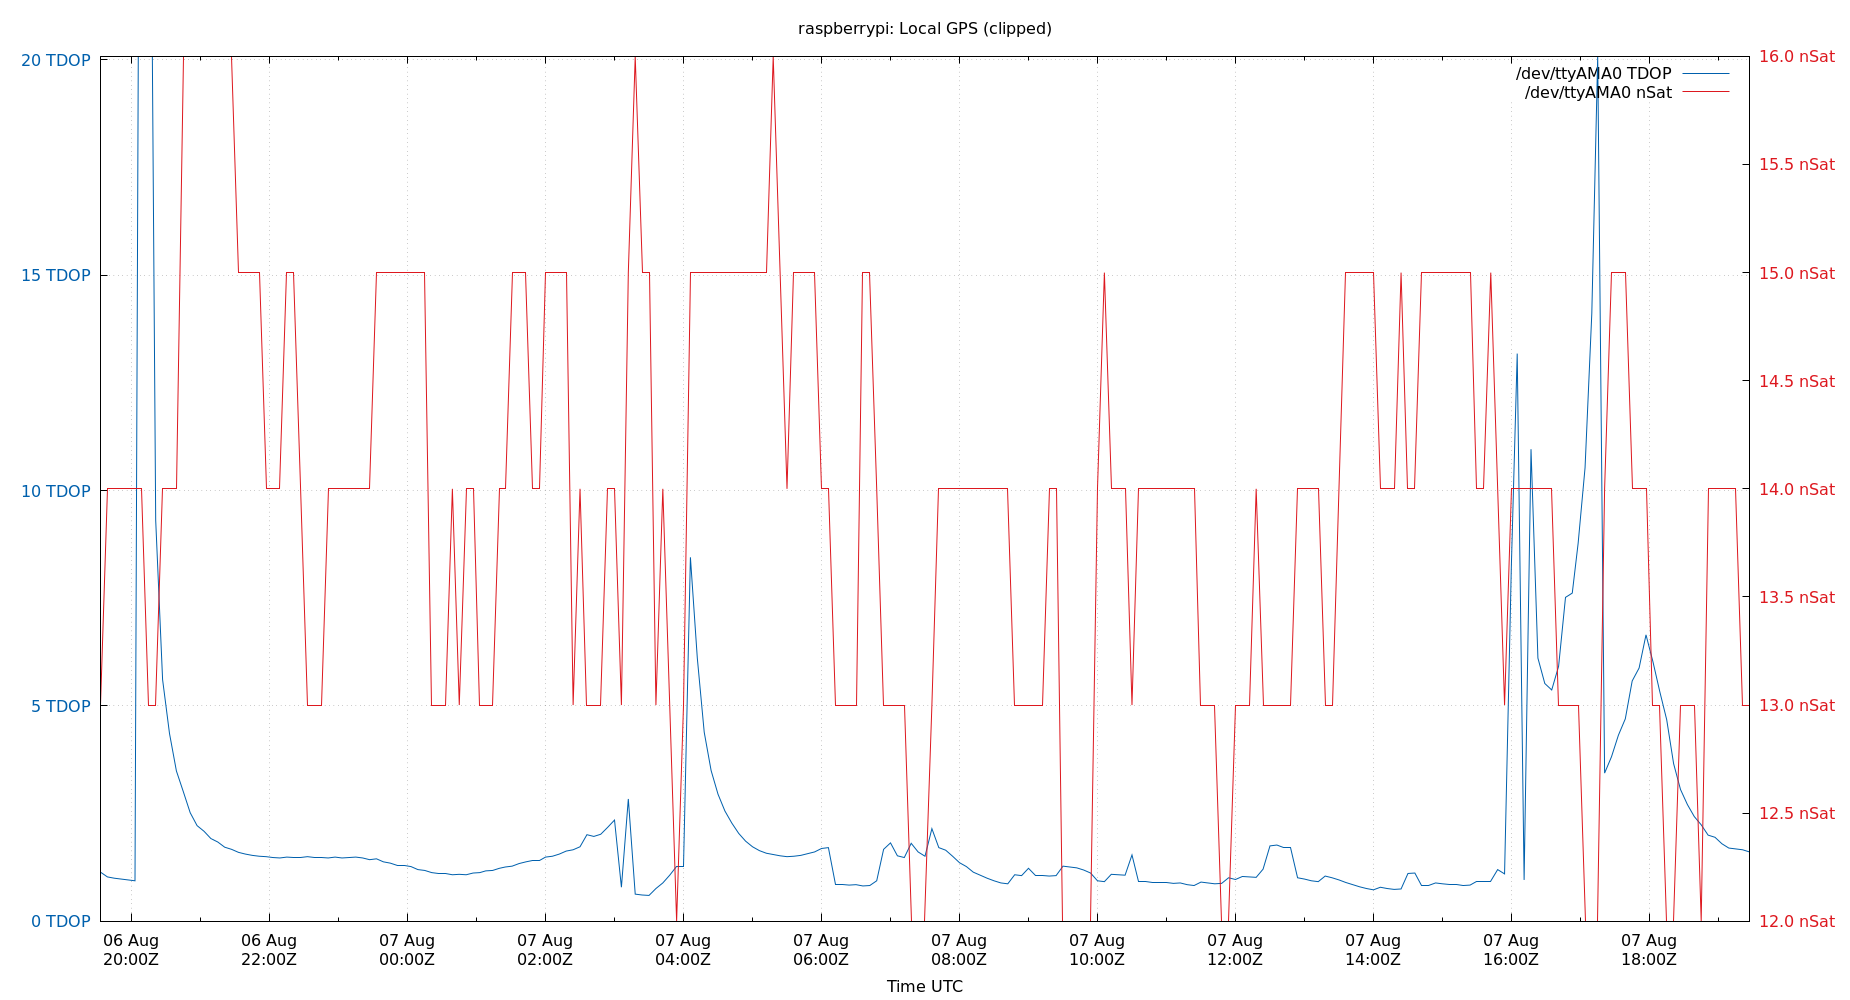 raspberrypi: Local GPS (clipped)
20 TDOP
15 TDOP
10 TDOP
5 TDOP
0 TDOP
/dev/ttyAMA0 TDOP
/dev/ttyAMA0 nSat
16.0 nSat
15.5 nSat
15.0 nSat
14.5 nSat
14.0 nSat
13.5 nSat
13.0 nSat
12.5 nSat
12.0 nSat
06 Aug
20:00Z
06 Aug
22:00Z
07 Aug
00:00Z
07 Aug
02:00Z
07 Aug
04:00Z
07 Aug
06:00Z
07 Aug
08:00Z
07 Aug
10:00Z
07 Aug
12:00Z
07 Aug
14:00Z
07 Aug
16:00Z
07 Aug
18:00Z
Time UTC